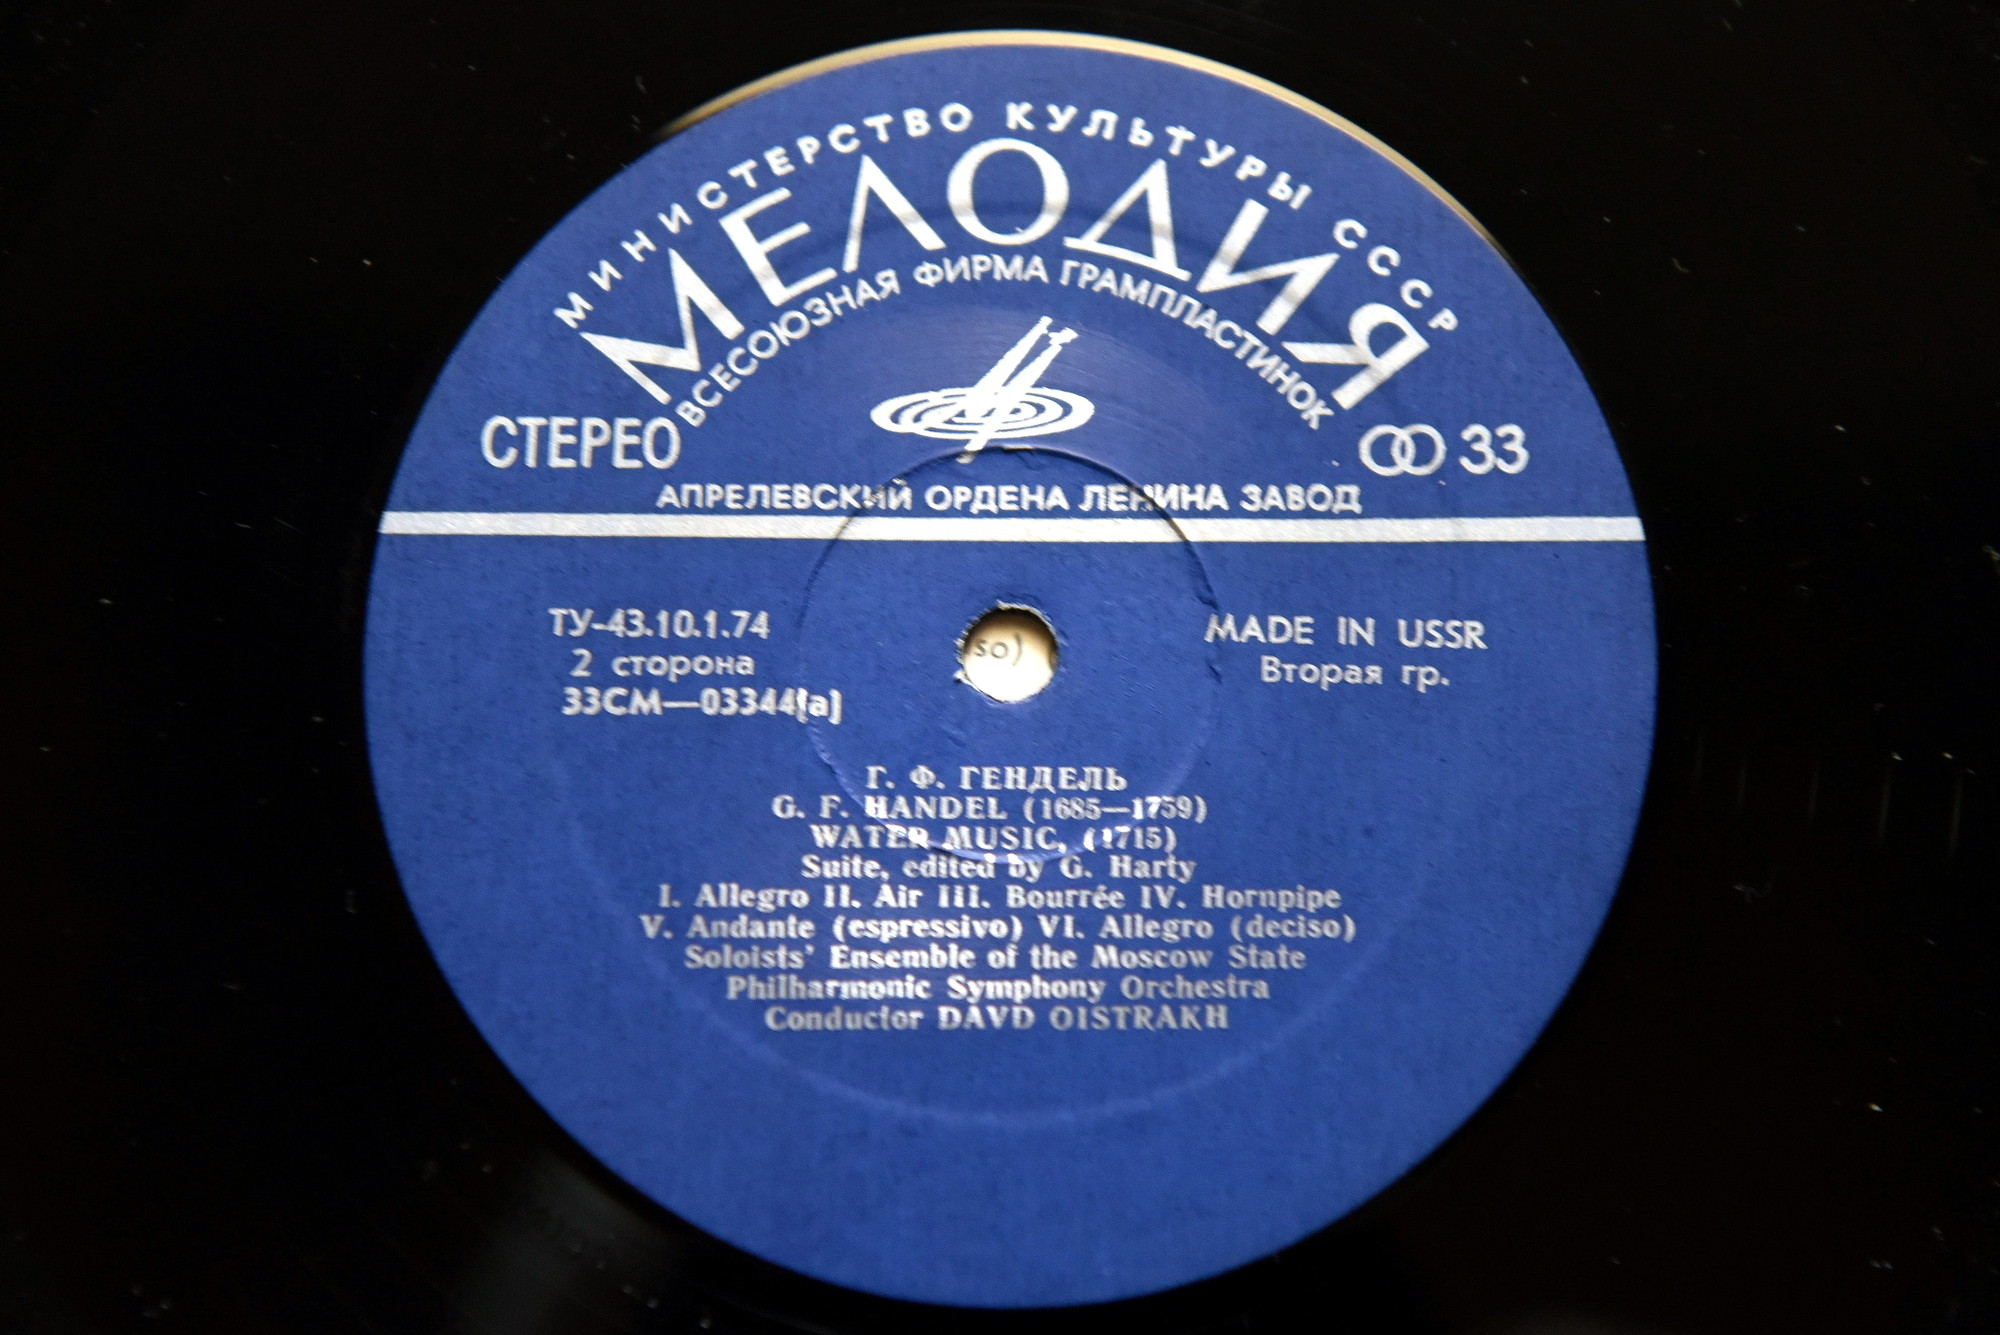 МИНИСТЕРСТВО КУЛЬТУРЫ СССР
МЕЛОДИЯ
ВСЕСОЮЗНАЯ ФИРМА ГРАМПЛАСТИНОК
СТЕРЕО
33
АПРЕЛЕВСКИЙ ОРДЕНА ЛЕНИНА ЗАВОД
ТУ-43.10.1.74
2 сторона
33СМ—03344(а)
so)
MADE IN USSR
Вторая гр.
Г. Ф. ГЕНДЕЛЬ
G. F. HANDEL (1685—1759)
WATER MUSIC, (1715)
Suite, edited by G. Harty
I. Allegro II. Air III. Bourrée IV. Hornpipe
V. Andante (espressivo) VI. Allegro (deciso)
Soloists' Ensemble of the Moscow State
Philharmonic Symphony Orchestra
Conductor DAVD OISTRAKH